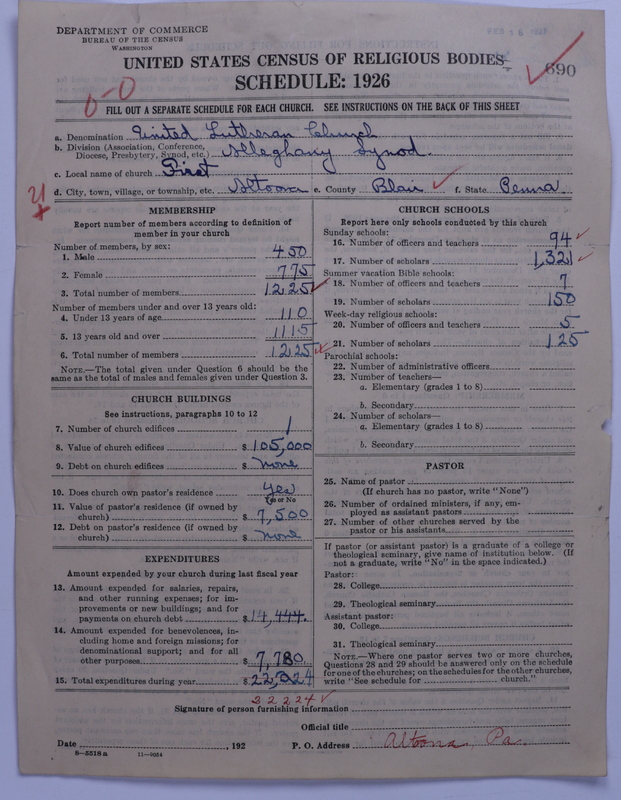 DEPARTMENT OF COMMERCE
BUREAU OF THE CENSUS
WASHINGTON
UNITED STATES CENSUS OF RELIGIOUS BODIES
SCHEDULE: 1926
690
0-0
FILL OUT A SEPARATE SCHEDULE FOR EACH CHURCH. SEE INSTRUCTIONS ON THE BACK OF THIS SHEET
a. Denomination United Lutheran Church
b. Division (Association, Conference, Diocese, Presbytery, Synod, etc.) Alleghany Synod.
c. Local name of church First
d. City, town, village, or township, etc. Altoona e. County Blair f. State Penna
MEMBERSHIP
Report number of members according to definition of
member in your church
Number of members, by sex:
1. Male 450
2. Female 775
3. Total number of members 1225
Number of members under and over 13 years old:
4. Under 13 years of age 110
5. 13 years old and over 1115
6. Total number of members 1225
NOTE.—The total given under Question 6 should be
same as the total of males and females given under Question 3.
CHURCH BUILDINGS
See instructions, paragraphs 10 to 12
7. Number of church edifices 1
8. Value of church edifices $ 105,000
9. Debt on church edifices $ none
10. Does church own pastor's residence yes
Yes or No
11. Value of pastor's residence (if owned by
church) $ 7,500
12. Debt on pastor's residence (if owned by
church) $ none
EXPENDITURES
Amount expended by your church during last fiscal year
13. Amount expended for salaries, repairs,
and other running expenses; for im-
provements or new buildings; and for
payments on church debt $ 14,444.
14. Amount expended for benevolences, in-
cluding home and foreign missions; for
denominational support; and for all
other purposes $ 7,780
15. Total expenditures during year $ 22,224
22224
CHURCH SCHOOLS
Report here only schools conducted by this church
Sunday schools:
16. Number of officers and teachers 94
17. Number of scholars 1,321
Summer vacation Bible schools:
18. Number of officers and teachers 7
19. Number of scholars 150
Week-day religious schools:
20. Number of officers and teachers 5
21. Number of scholars 125
Parochial schools:
22. Number of administrative officers
23. Number of teachers—
a. Elementary (grades 1 to 8)
b. Secondary
24. Number of scholars—
a. Elementary (grades 1 to 8)
b. Secondary
PASTOR
25. Name of pastor
(If church has no pastor, write "None")
26. Number of ordained ministers, if any, em-
ployed as assistant pastors
27. Number of other churches served by the
pastor or his assistants
If pastor (or assistant pastor) is a graduate of a college or
theological seminary, give name of institution below. (If
not a graduate, write "No" in the space indicated.)
Pastor:
28. College
29. Theological seminary
Assistant pastor:
30. College
31. Theological seminary
NOTE.—Where one pastor serves two or more churches,
Questions 28 and 29 should be answered only on the schedule
for one of the churches; on the schedules for the other churches,
write "See schedule for church."
Signature of person furnishing information
Official title
Date , 192 P. O. Address Altoona, Pa.
8—5518 a 11—9054